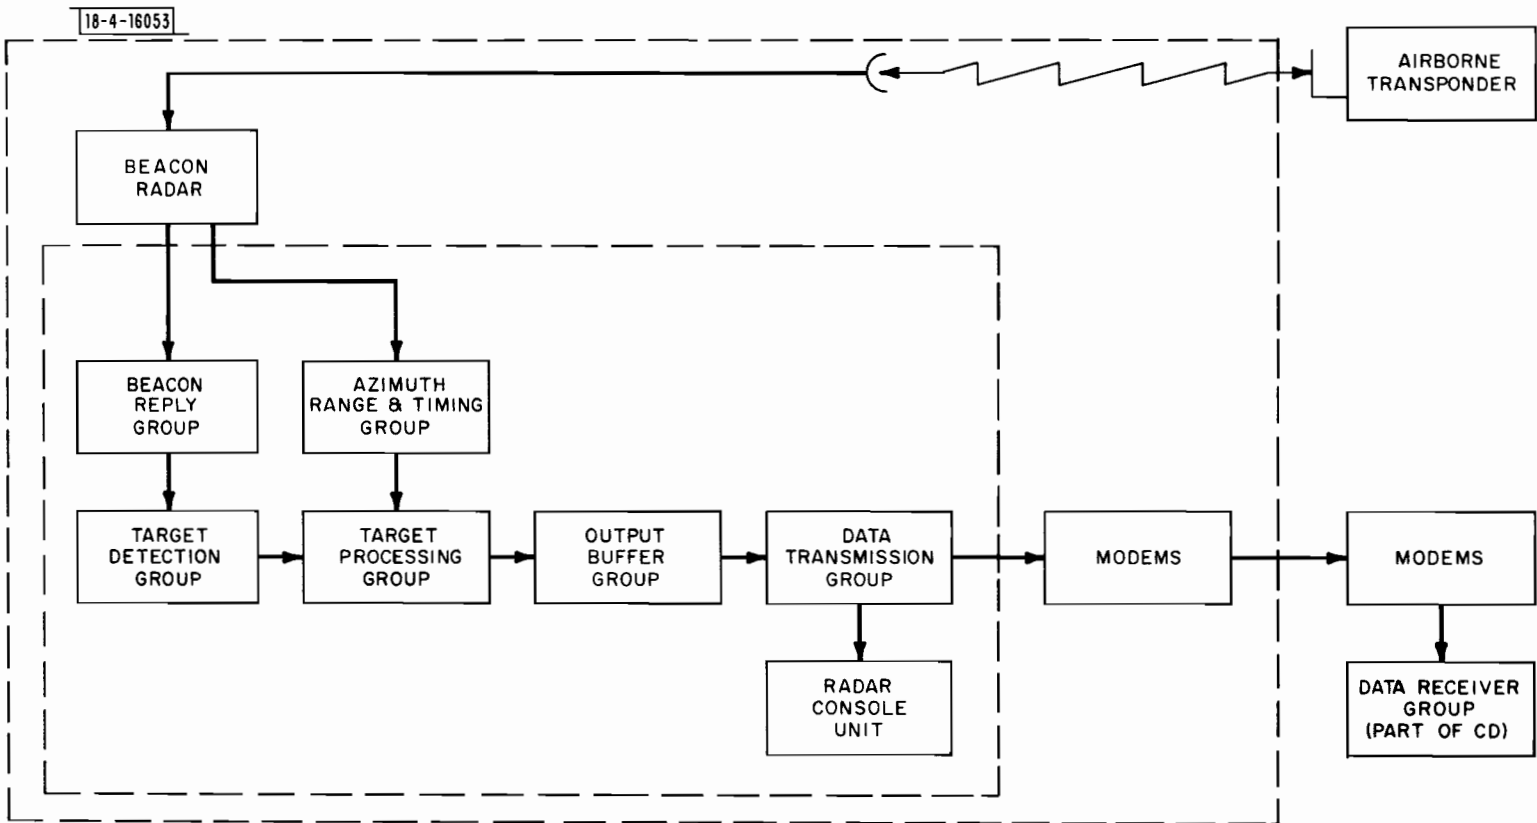 18-4-16053
AIRBORNE
TRANSPONDER
BEACON
RADAR
BEACON
REPLY
GROUP
AZIMUTH
RANGE & TIMING
GROUP
TARGET
DETECTION
GROUP
TARGET
PROCESSING
GROUP
OUTPUT
BUFFER
GROUP
DATA
TRANSMISSION
GROUP
MODEMS
MODEMS
RADAR
CONSOLE
UNIT
DATA RECEIVER
GROUP
(PART OF CD)